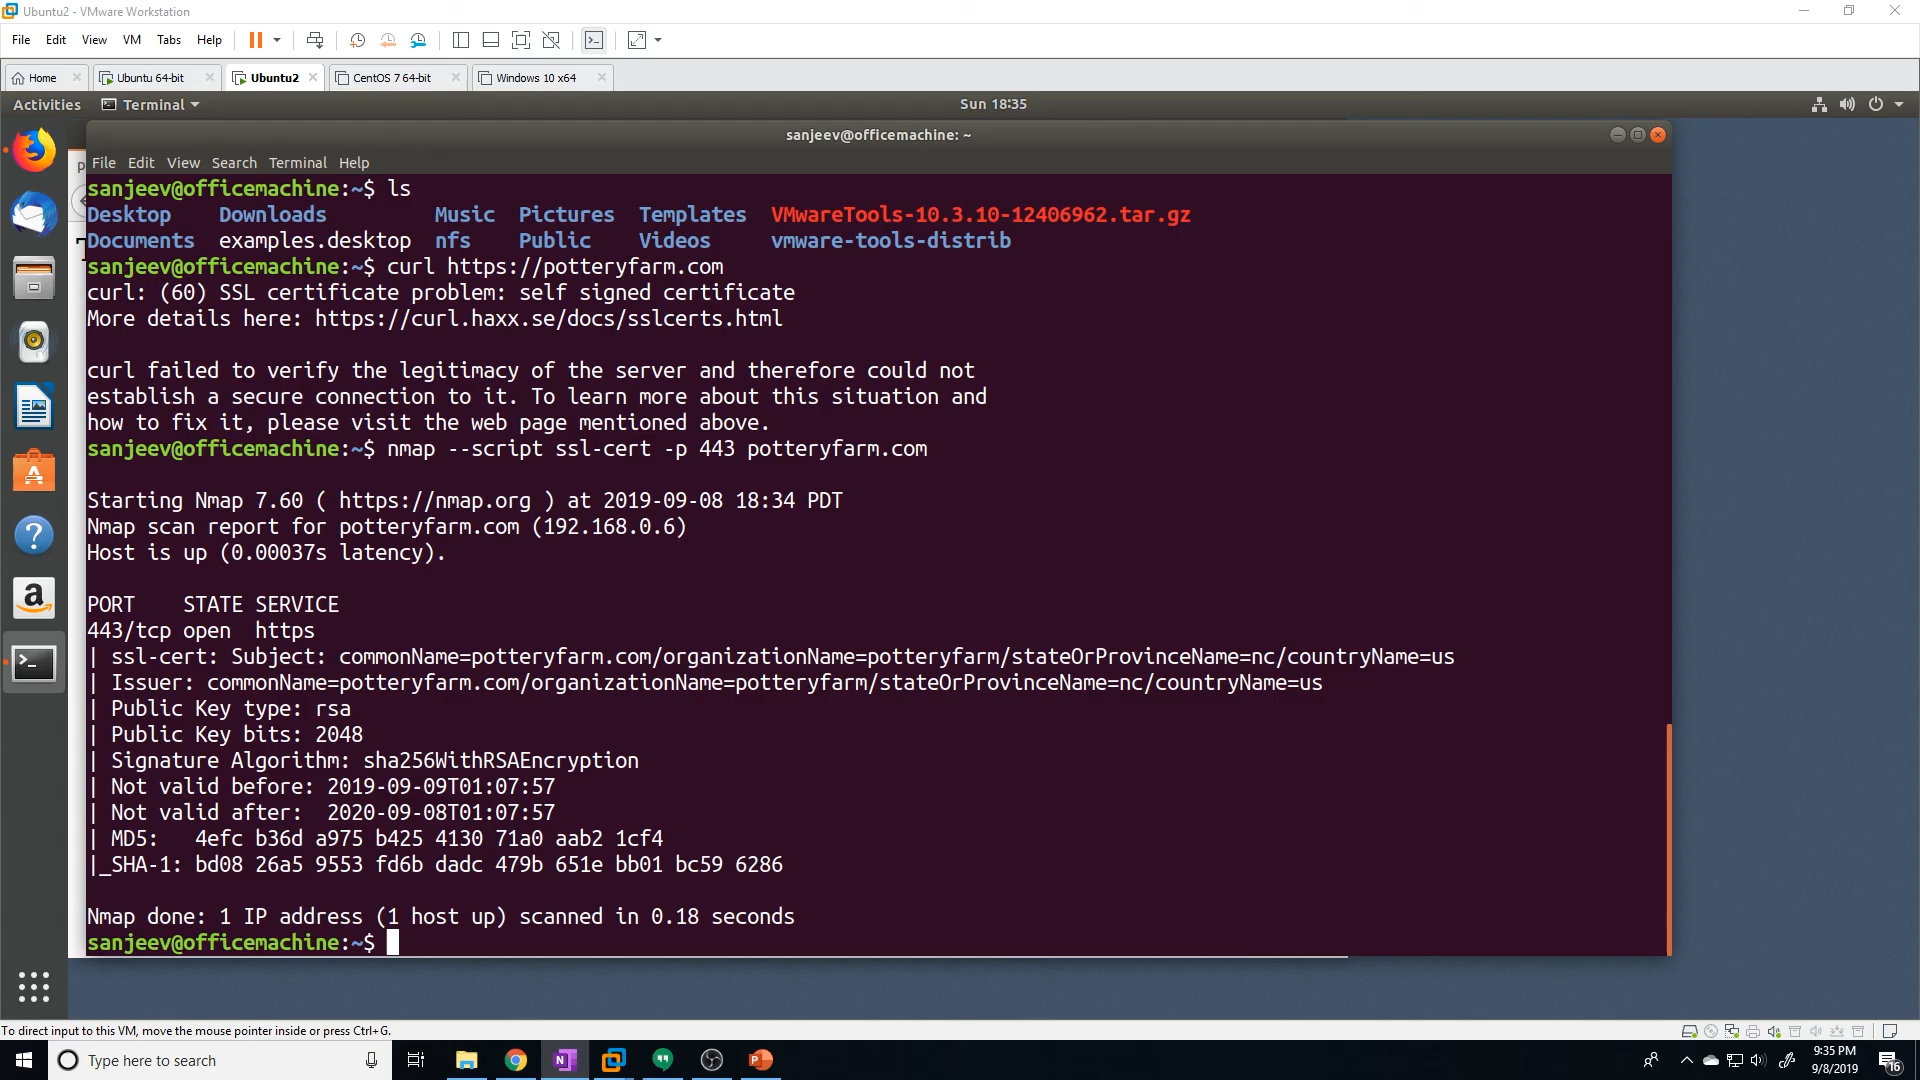 Ubuntu2 - VMware Workstation
File Edit View VM Tabs Help
Home Ubuntu 64-bit Ubuntu2 CentOS 7 64-bit Windows 10 x64
Activities Terminal Sun 18:35
sanjeev@officemachine: ~
File Edit View Search Terminal Help
sanjeev@officemachine:~$ ls
Desktop Downloads Music Pictures Templates VMwareTools-10.3.10-12406962.tar.gz
Documents examples.desktop nfs Public Videos vmware-tools-distrib
sanjeev@officemachine:~$ curl https://potteryfarm.com
curl: (60) SSL certificate problem: self signed certificate
More details here: https://curl.haxx.se/docs/sslcerts.html
curl failed to verify the legitimacy of the server and therefore could not
establish a secure connection to it. To learn more about this situation and
how to fix it, please visit the web page mentioned above.
sanjeev@officemachine:~$ nmap --script ssl-cert -p 443 potteryfarm.com
Starting Nmap 7.60 ( https://nmap.org ) at 2019-09-08 18:34 PDT
Nmap scan report for potteryfarm.com (192.168.0.6)
Host is up (0.00037s latency).
PORT STATE SERVICE
443/tcp open https
| ssl-cert: Subject: commonName=potteryfarm.com/organizationName=potteryfarm/stateOrProvinceName=nc/countryName=us
| Issuer: commonName=potteryfarm.com/organizationName=potteryfarm/stateOrProvinceName=nc/countryName=us
| Public Key type: rsa
| Public Key bits: 2048
| Signature Algorithm: sha256WithRSAEncryption
| Not valid before: 2019-09-09T01:07:57
| Not valid after: 2020-09-08T01:07:57
| MD5: 4efc b36d a975 b425 4130 71a0 aab2 1cf4
|_SHA-1: bd08 26a5 9553 fd6b dadc 479b 651e bb01 bc59 6286
Nmap done: 1 IP address (1 host up) scanned in 0.18 seconds
sanjeev@officemachine:~$
To direct input to this VM, move the mouse pointer inside or press Ctrl+G.
Type here to search
9:35 PM
9/8/2019
16